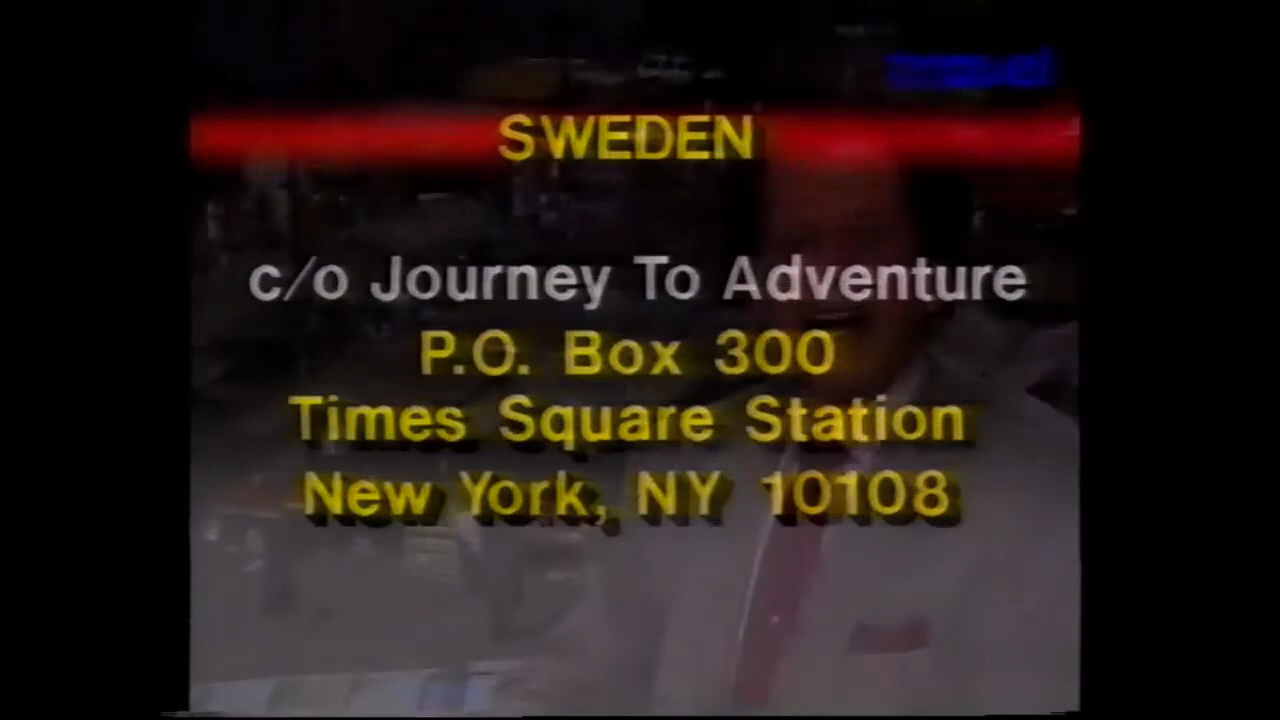 SWEDEN
c/o Journey To Adventure
P.O. Box 300
Times Square Station
New York, NY 10108